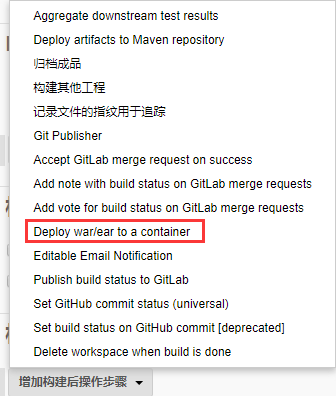 Aggregate downstream test results
Deploy artifacts to Maven repository
归档成品
构建其他工程
记录文件的指纹用于追踪
Git Publisher
Accept GitLab merge request on success
Add note with build status on GitLab merge requests
Add vote for build status on GitLab merge requests
Deploy war/ear to a container
Editable Email Notification
Publish build status to GitLab
Set GitHub commit status (universal)
Set build status on GitHub commit [deprecated]
Delete workspace when build is done
增加构建后操作步骤